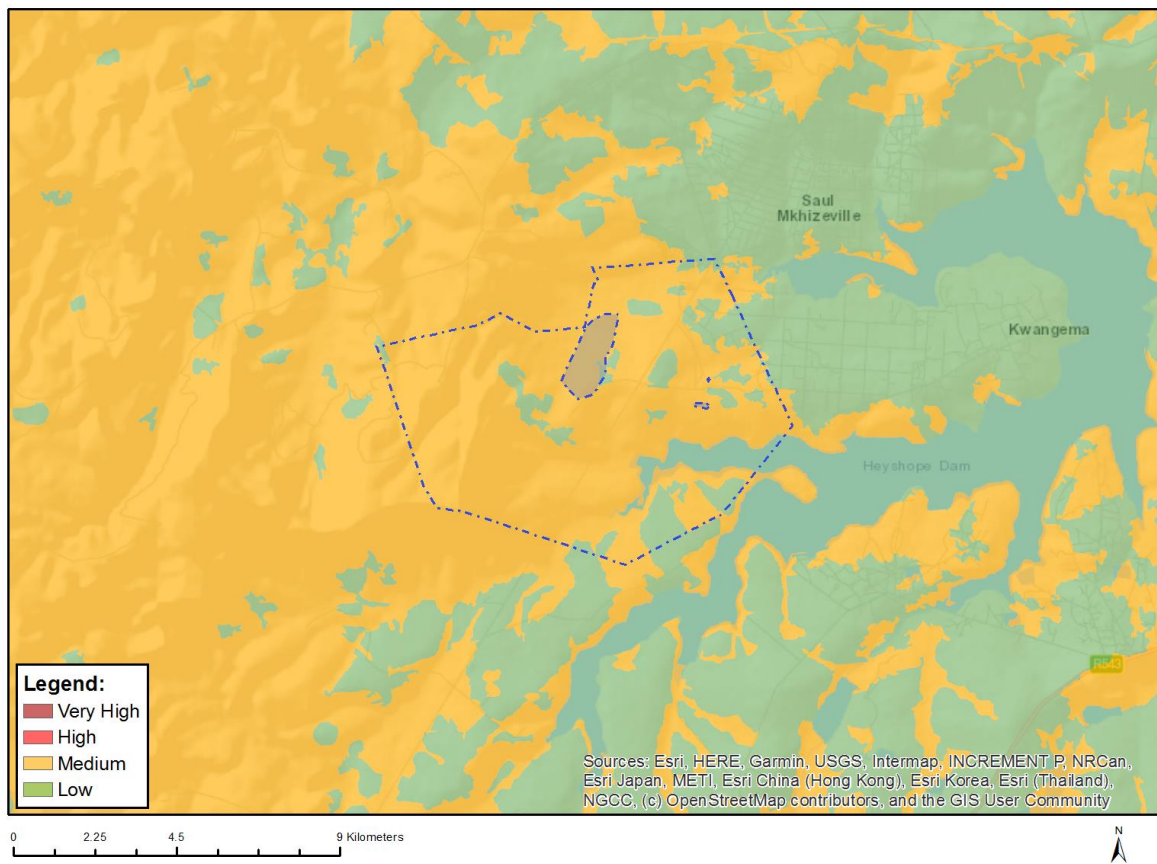 Saul
Mkhizeville
Kwangema
Heyshope Dam
R543
Legend:
Very High
High
Medium
Low
Sources: Esri, HERE, Garmin, USGS, Intermap, INCREMENT P, NRCan,
Esri Japan, METI, Esri China (Hong Kong), Esri Korea, Esri (Thailand),
NGCC, (c) OpenStreetMap contributors, and the GIS User Community
0 2.25 4.5 9 Kilometers
N